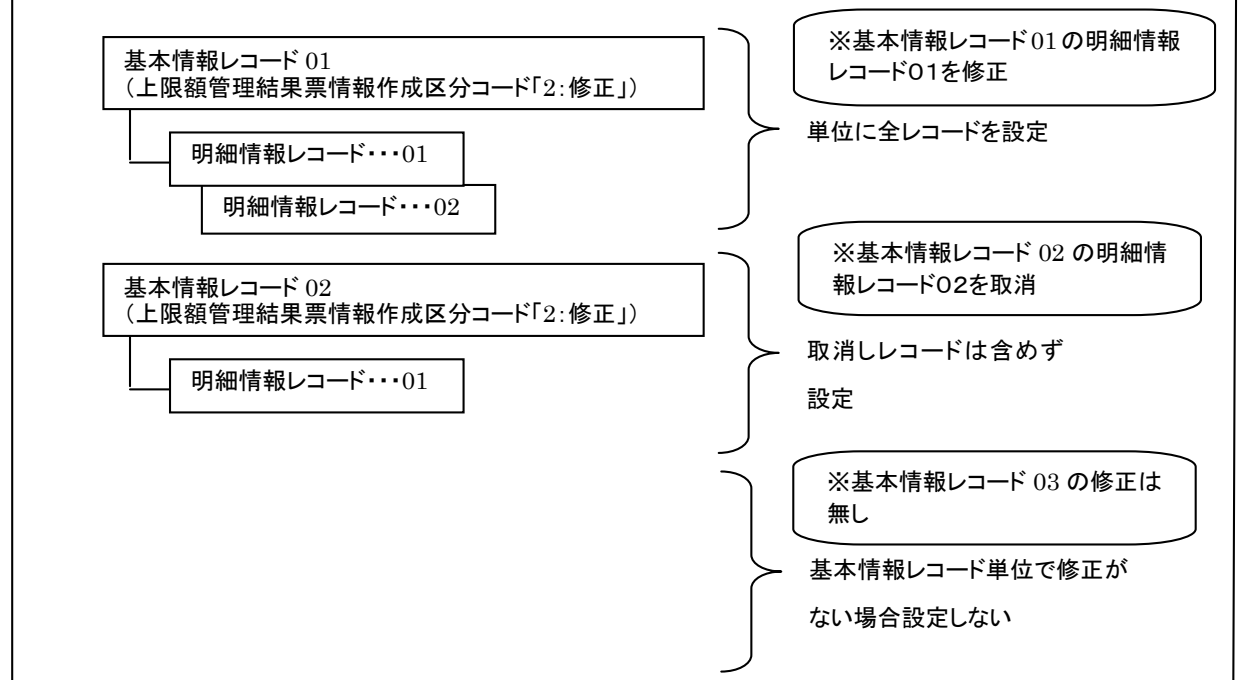 基本情報レコード 01
（上限額管理結果票情報作成区分コード「2：修正」）
明細情報レコード・・・01
明細情報レコード・・・02
※基本情報レコード 01 の明細情報
レコード０１を修正
単位に全レコードを設定
基本情報レコード 02
（上限額管理結果票情報作成区分コード「2：修正」）
明細情報レコード・・・01
※基本情報レコード 02 の明細情
報レコード０２を取消
取消しレコードは含めず
設定
※基本情報レコード 03 の修正は
無し
基本情報レコード単位で修正が
ない場合設定しない